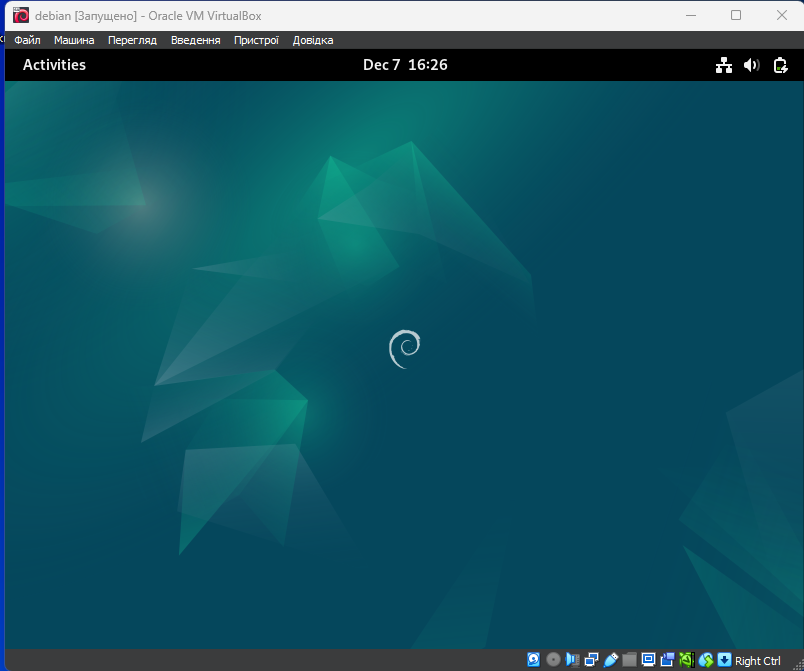 debian [Запущено] - Oracle VM VirtualBox
Файл Машина Перегляд Введення Пристрої Довідка
Activities Dec 7 16:26
Right Ctrl